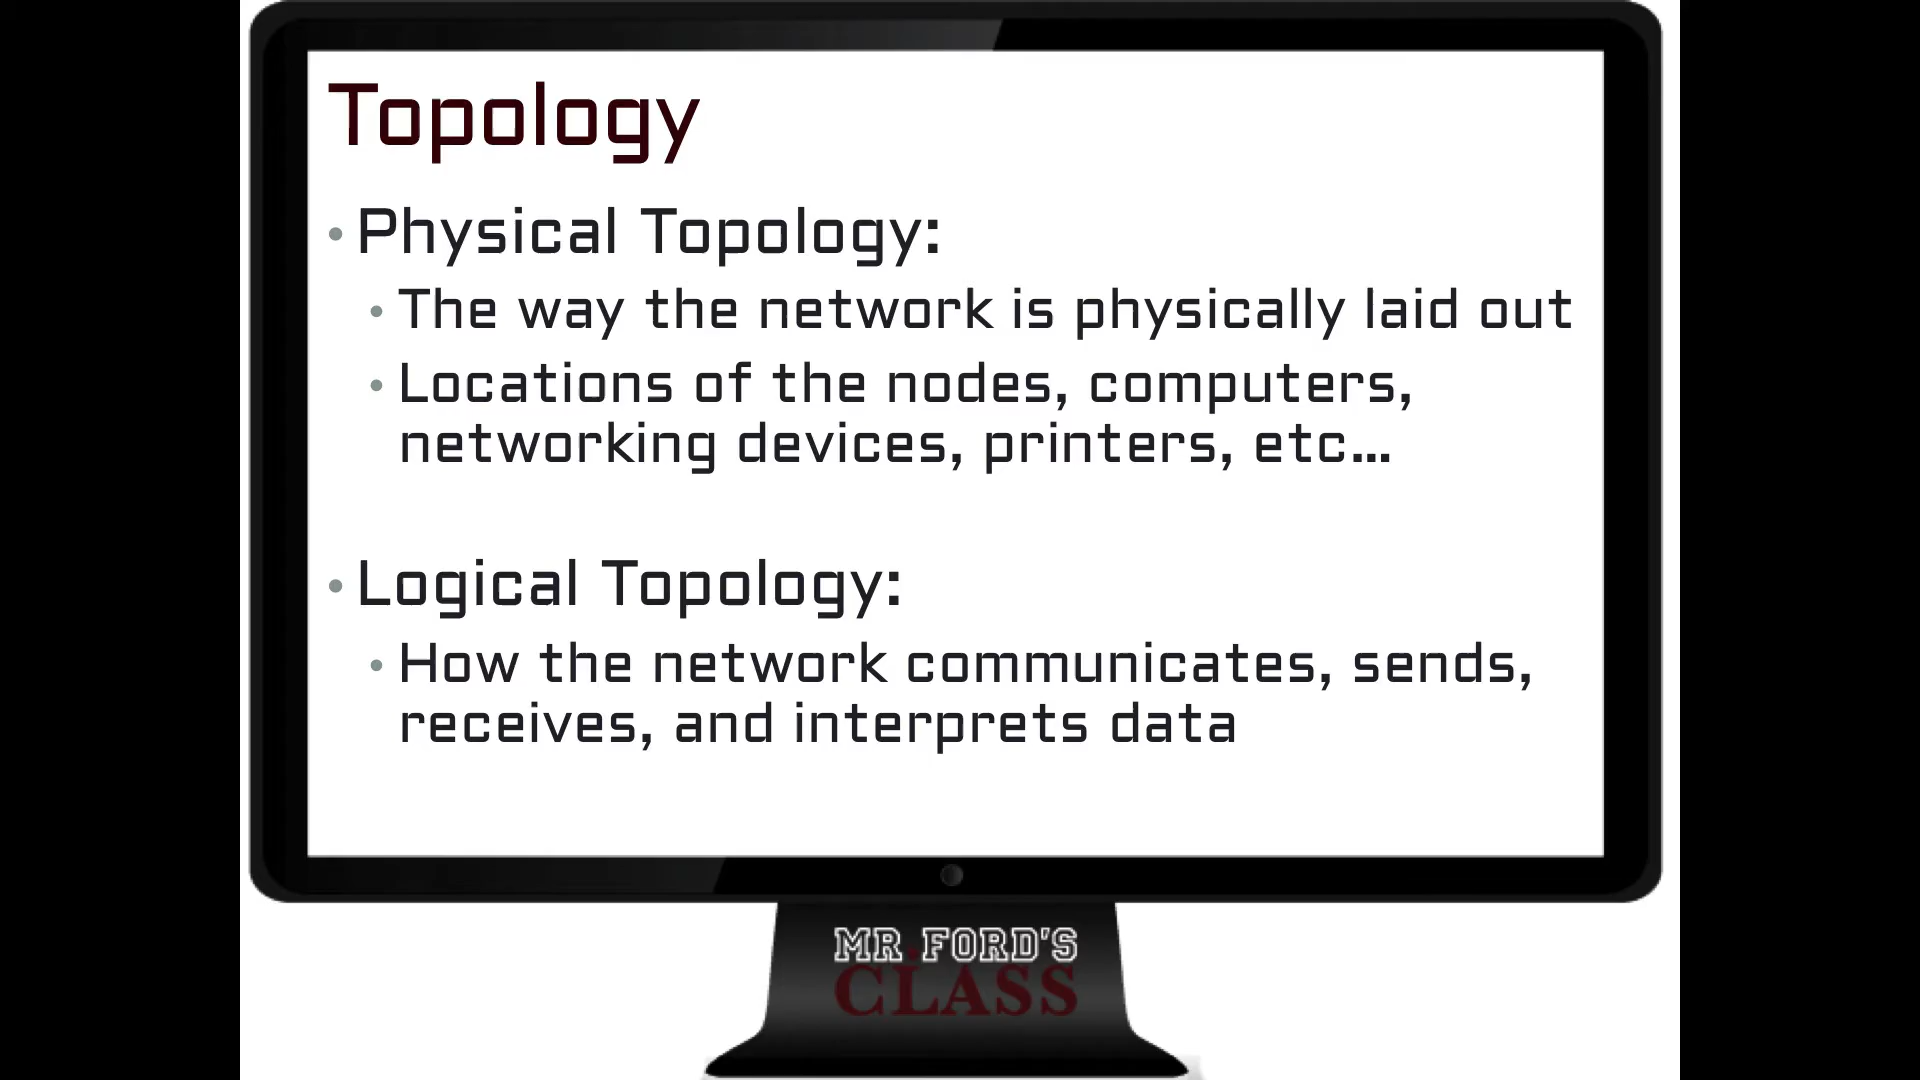 Topology
• Physical Topology:
• The way the network is physically laid out
• Locations of the nodes, computers,
networking devices, printers, etc...
• Logical Topology:
• How the network communicates, sends,
receives, and interprets data
MR.FORD'S
CLASS